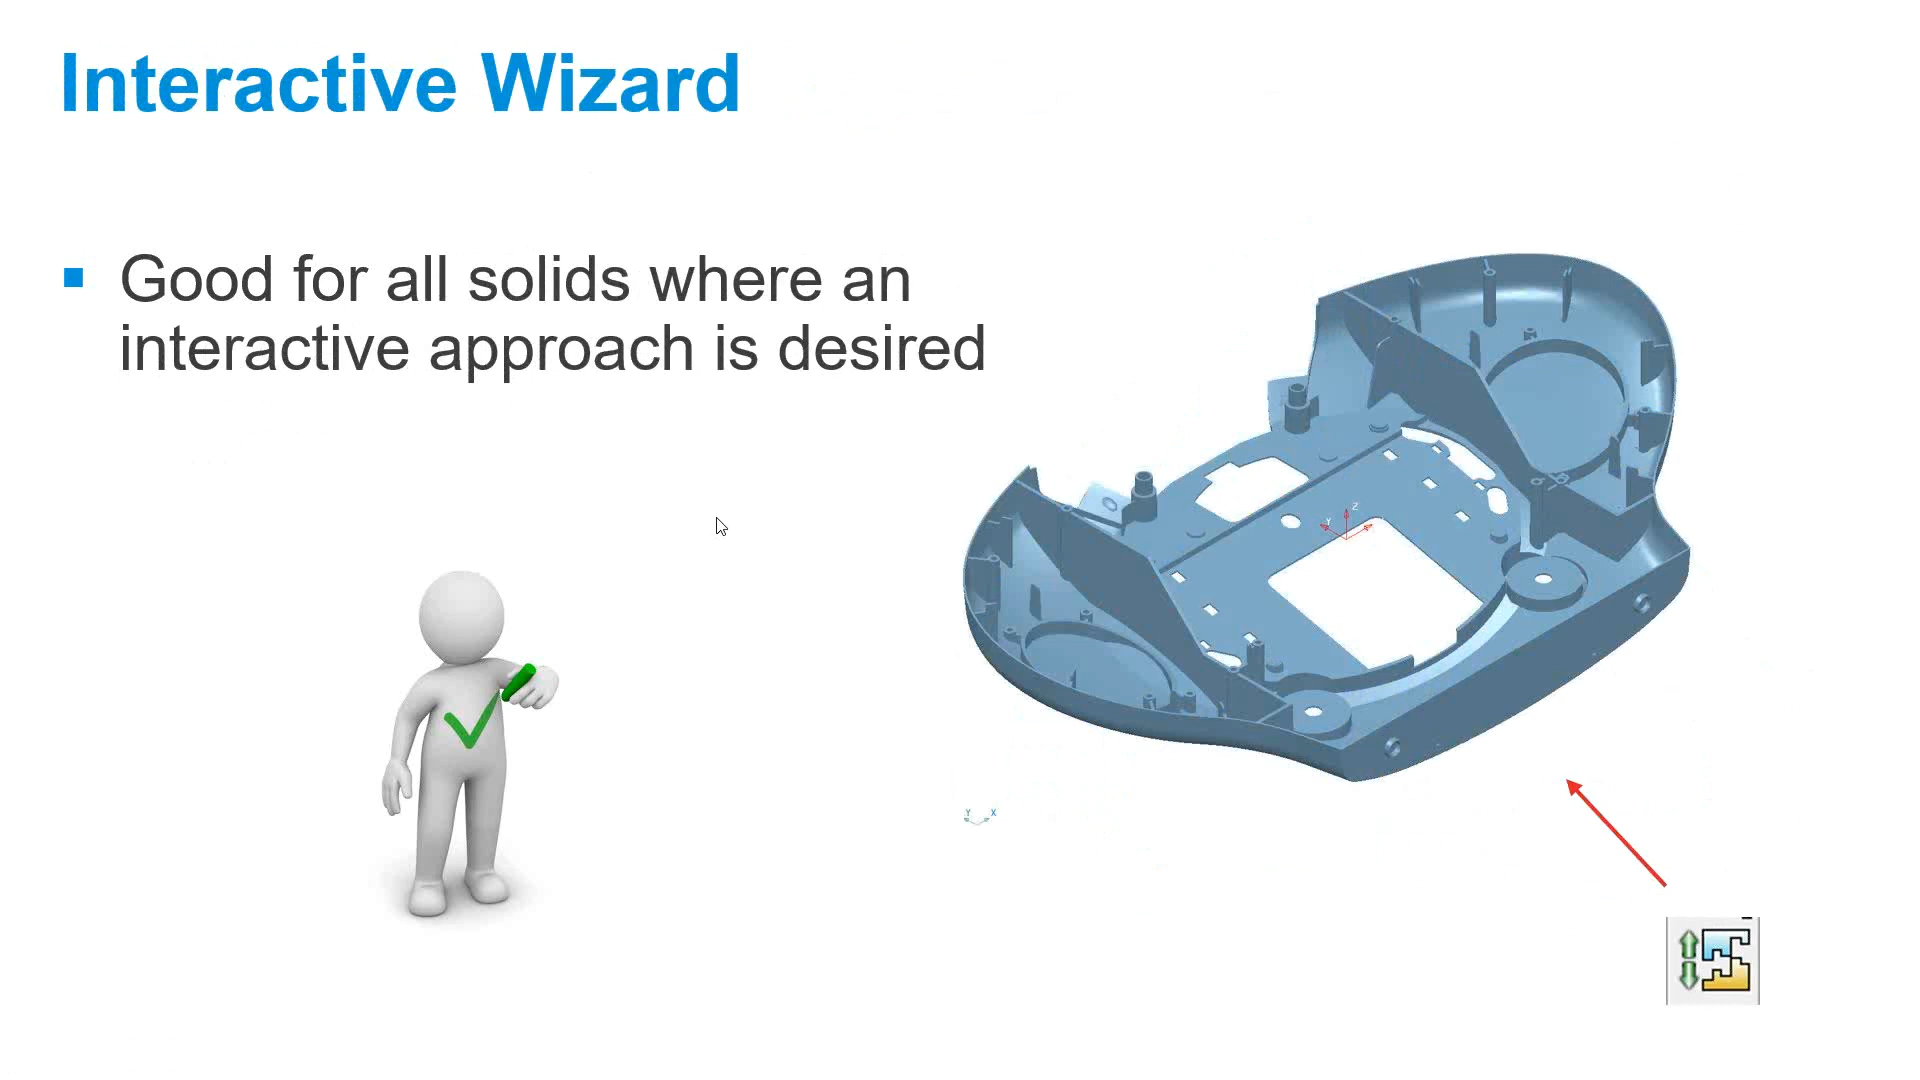 Interactive Wizard
Good for all solids where an
interactive approach is desired
Z
Y
Y X